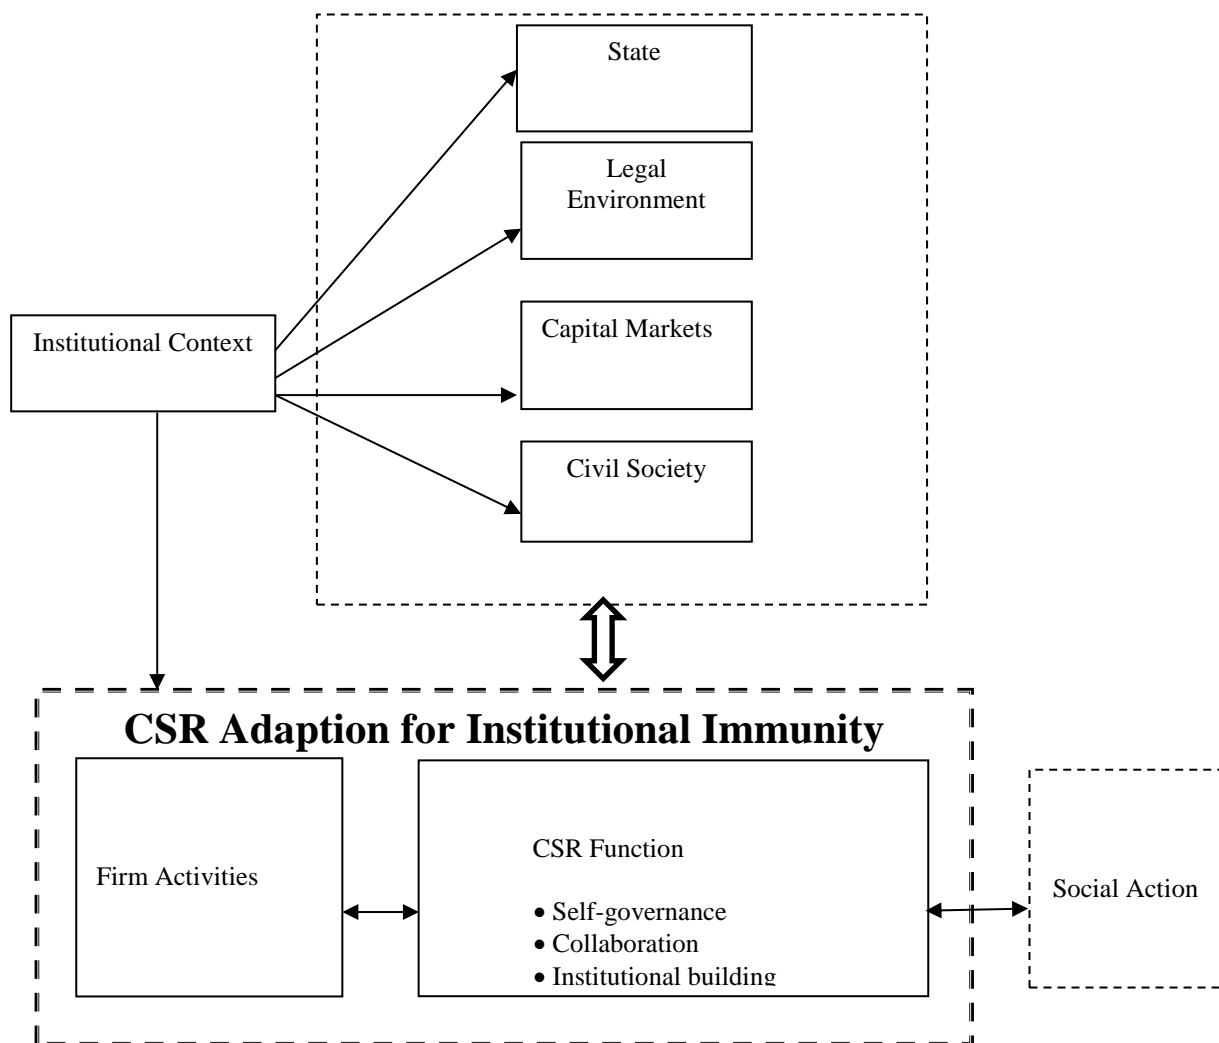 State
Legal
Environment
Institutional Context
Capital Markets
Civil Society
CSR Adaption for Institutional Immunity
Firm Activities
CSR Function
• Self-governance
• Collaboration
• Institutional building
Social Action